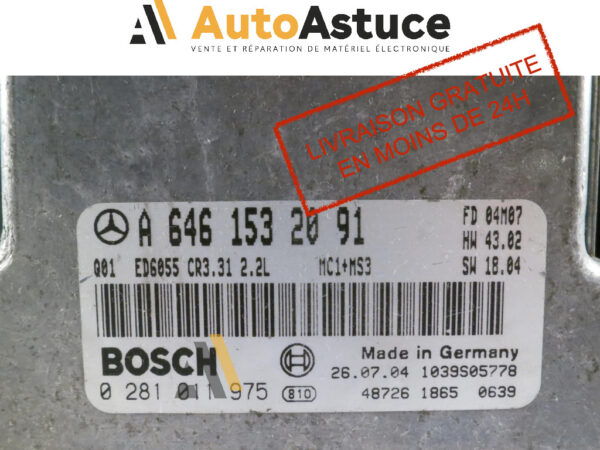 AutoAstuce
VENTE ET RÉPARATION DE MATÉRIEL ÉLECTRONIQUE
LIVRAISON GRATUITE
EN MOINS DE 24H
A 646 153 20 91
FD 04M07
HW 43.02
Q01 ED6055 CR3.31 2.2L MC1+MS3 SW 18.04
BOSCH
Made in Germany
26.07.04 1039S05778
0 281 011 975 810 48726 1865 0639